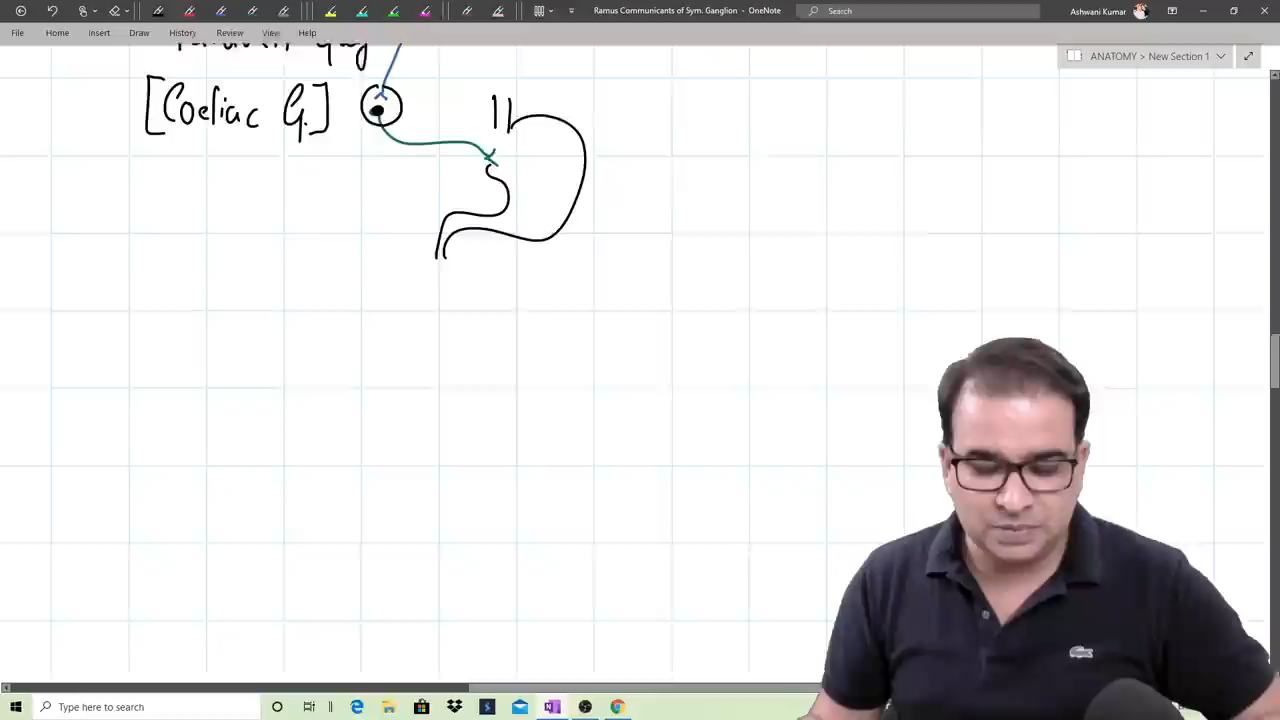 Ramus Communicants of Sym. Ganglion - OneNote
Search
Ashwani Kumar
File Home Insert Draw History Review View Help
ANATOMY > New Section 1
[Coeliac G.]
Type here to search